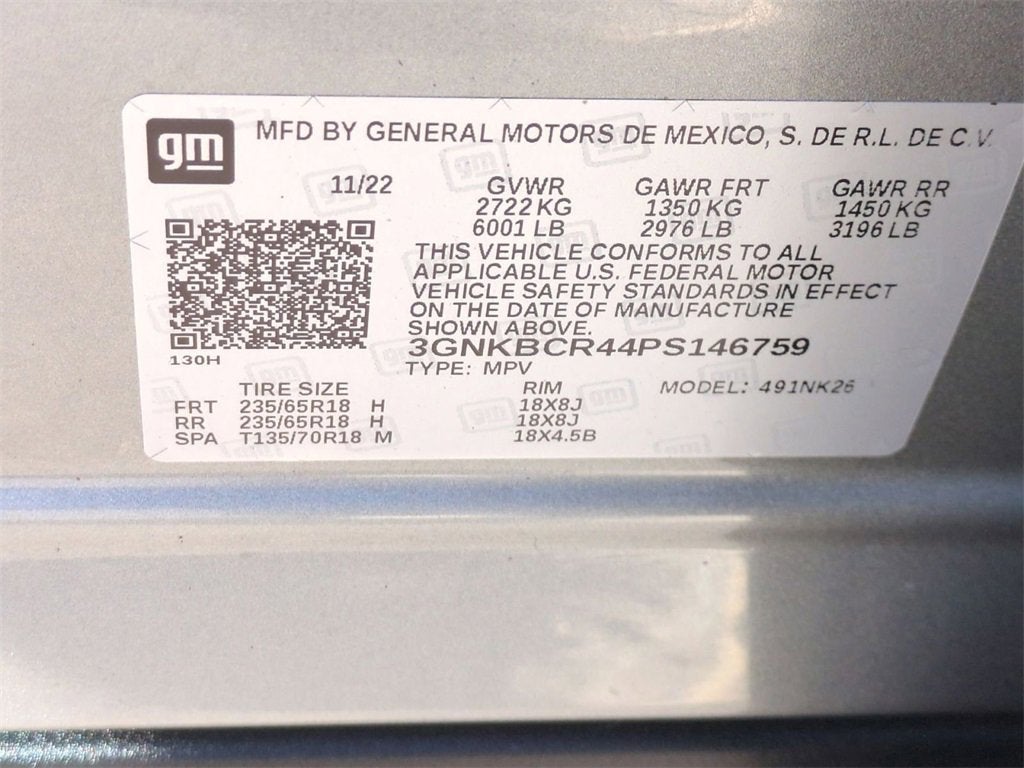 gm MFD BY GENERAL MOTORS DE MEXICO, S. DE R.L. DE C.V.
11/22 GVWR GAWR FRT GAWR RR
2722 KG 1350 KG 1450 KG
6001 LB 2976 LB 3196 LB
THIS VEHICLE CONFORMS TO ALL
APPLICABLE U.S. FEDERAL MOTOR
VEHICLE SAFETY STANDARDS IN EFFECT
ON THE DATE OF MANUFACTURE
SHOWN ABOVE.
3GNKBCR44PS146759
130H TYPE: MPV
TIRE SIZE RIM MODEL: 491NK26
FRT 235/65R18 H 18X8J
RR 235/65R18 H 18X8J
SPA T135/70R18 M 18X4.5B